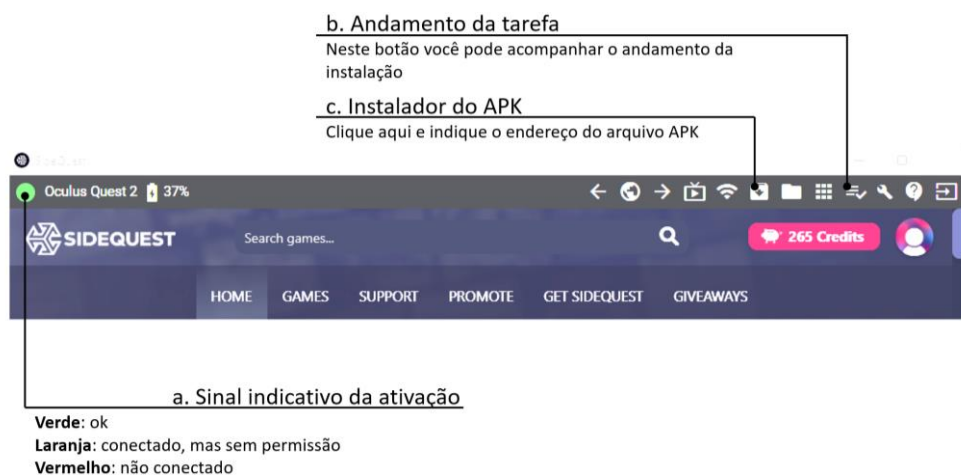 b. Andamento da tarefa
Neste botão você pode acompanhar o andamento da
instalação
c. Instalador do APK
Clique aqui e indique o endereço do arquivo APK
Oculus Quest 2 37%
SIDEQUEST Search games... 265 Credits
HOME GAMES SUPPORT PROMOTE GET SIDEQUEST GIVEAWAYS
a. Sinal indicativo da ativação
Verde: ok
Laranja: conectado, mas sem permissão
Vermelho: não conectado